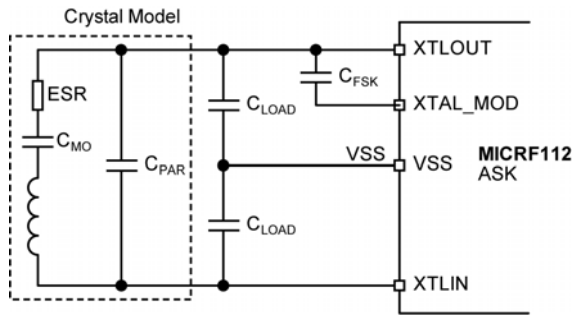 Crystal Model
ESR
C_MO
C_PAR
C_LOAD
C_LOAD
C_FSK
VSS
XTLOUT
XTAL_MOD
VSS
MICRF112
ASK
XTLIN